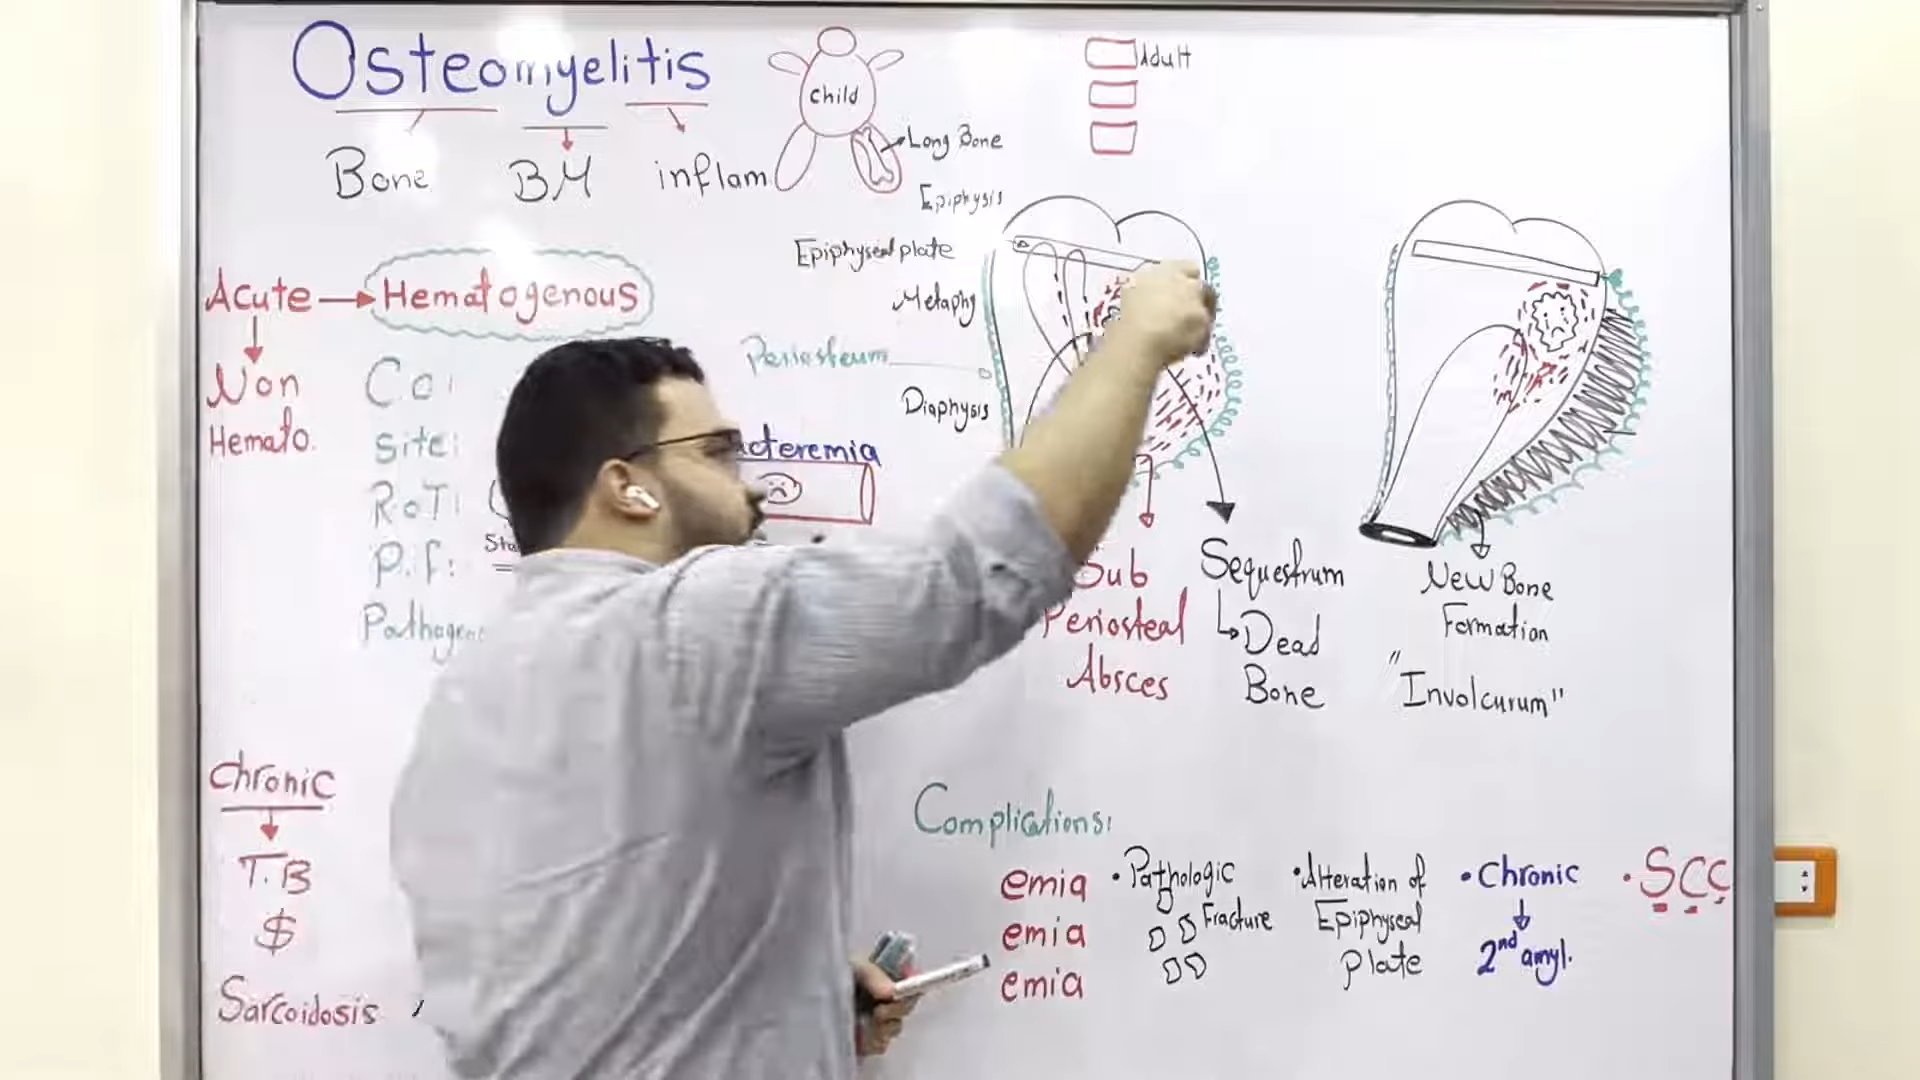 Osteomyelitis
Bone BM inflam
child
Long Bone
Adult
Epiphysis
Epiphyseal plate
Metaphy
Periosteum
Diaphysis
Acute → Hematogenous
Non
Hemato.
Site:
P.f:
acteremia
Sub
Periosteal
Absces
Sequestrum
Dead
Bone
New Bone
Formation
"Involcurum"
Chronic
T.B
$
Sarcoidosis
Complications:
emia
emia
emia
• Pathologic
Fracture
• Alteration of
Epiphyseal
plate
• Chronic
2nd amyl.
• SCC